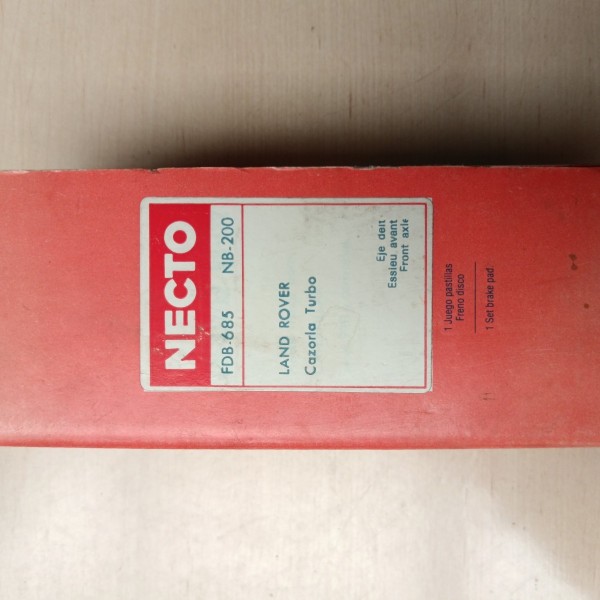 NECTO
FDB-685 NB-200
LAND ROVER
Cazorla Turbo
Eje delt
Essieu avant
Front axle
1 Juego pastillas
Freno disco
1 Set brake pad.